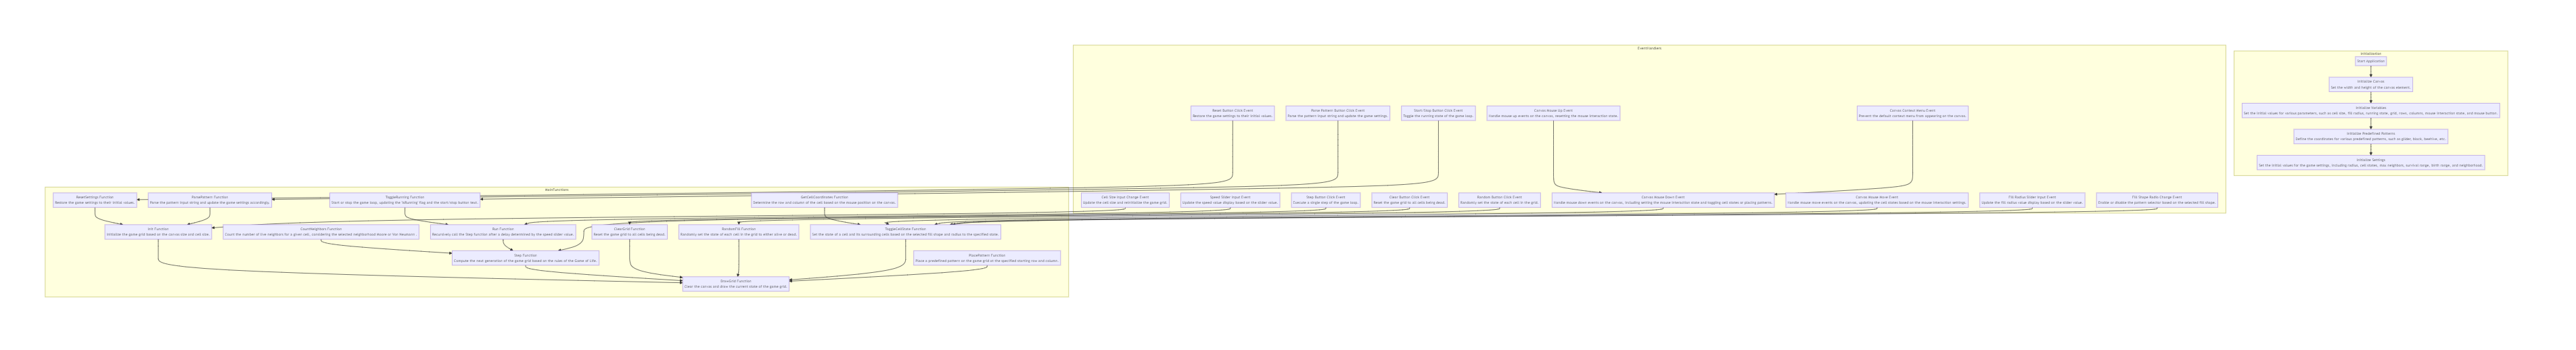 EventHandlers
Initialization
Start Application
Initialize Canvas
Set the width and height of the canvas element.
Initialize Variables
Set the initial values for various parameters, such as cell size, fill radius, running state, grid, rows, columns, mouse interaction state, and mouse button.
Initialize Predefined Patterns
Define the coordinates for various predefined patterns, such as glider, block, beehive, etc.
Initialize Settings
Set the initial values for the game settings, including radius, cell states, max neighbors, survival range, birth range, and neighborhood.
Reset Button Click Event
Restore the game settings to their initial values.
Parse Pattern Button Click Event
Parse the pattern input string and update the game settings.
Start/Stop Button Click Event
Toggle the running state of the game loop.
Canvas Mouse Up Event
Handle mouse up events on the canvas, resetting the mouse interaction state.
Canvas Context Menu Event
Prevent the default context menu from appearing on the canvas.
MainFunctions
ResetSettings Function
Restore the game settings to their initial values.
ParsePattern Function
Parse the pattern input string and update the game settings accordingly.
ToggleRunning Function
Start or stop the game loop, updating the 'isRunning' flag and the start/stop button text.
GetCellCoordinates Function
Determine the row and column of the cell based on the mouse position on the canvas.
Cell Size Input Change Event
Update the cell size and reinitialize the game grid.
Speed Slider Input Event
Update the speed value display based on the slider value.
Step Button Click Event
Execute a single step of the game loop.
Clear Button Click Event
Reset the game grid to all cells being dead.
Random Button Click Event
Randomly set the state of each cell in the grid.
Canvas Mouse Down Event
Handle mouse down events on the canvas, including setting the mouse interaction state and toggling cell states or placing patterns.
Canvas Mouse Move Event
Handle mouse move events on the canvas, updating the cell states based on the mouse interaction settings.
Fill Radius Slider Input Event
Update the fill radius value display based on the slider value.
Fill Shape Radio Change Event
Enable or disable the pattern selector based on the selected fill shape.
Init Function
Initialize the game grid based on the canvas size and cell size.
CountNeighbors Function
Count the number of live neighbors for a given cell, considering the selected neighborhood Moore or Von Neumann.
Run Function
Recursively call the Step Function after a delay determined by the speed slider value.
ClearGrid Function
Reset the game grid to all cells being dead.
RandomFill Function
Randomly set the state of each cell in the grid to either alive or dead.
ToggleCellState Function
Set the state of a cell and its surrounding cells based on the selected fill shape and radius to the specified state.
Step Function
Compute the next generation of the game grid based on the rules of the Game of Life.
PlacePattern Function
Place a predefined pattern on the game grid at the specified starting row and column.
DrawGrid Function
Clear the canvas and draw the current state of the game grid.